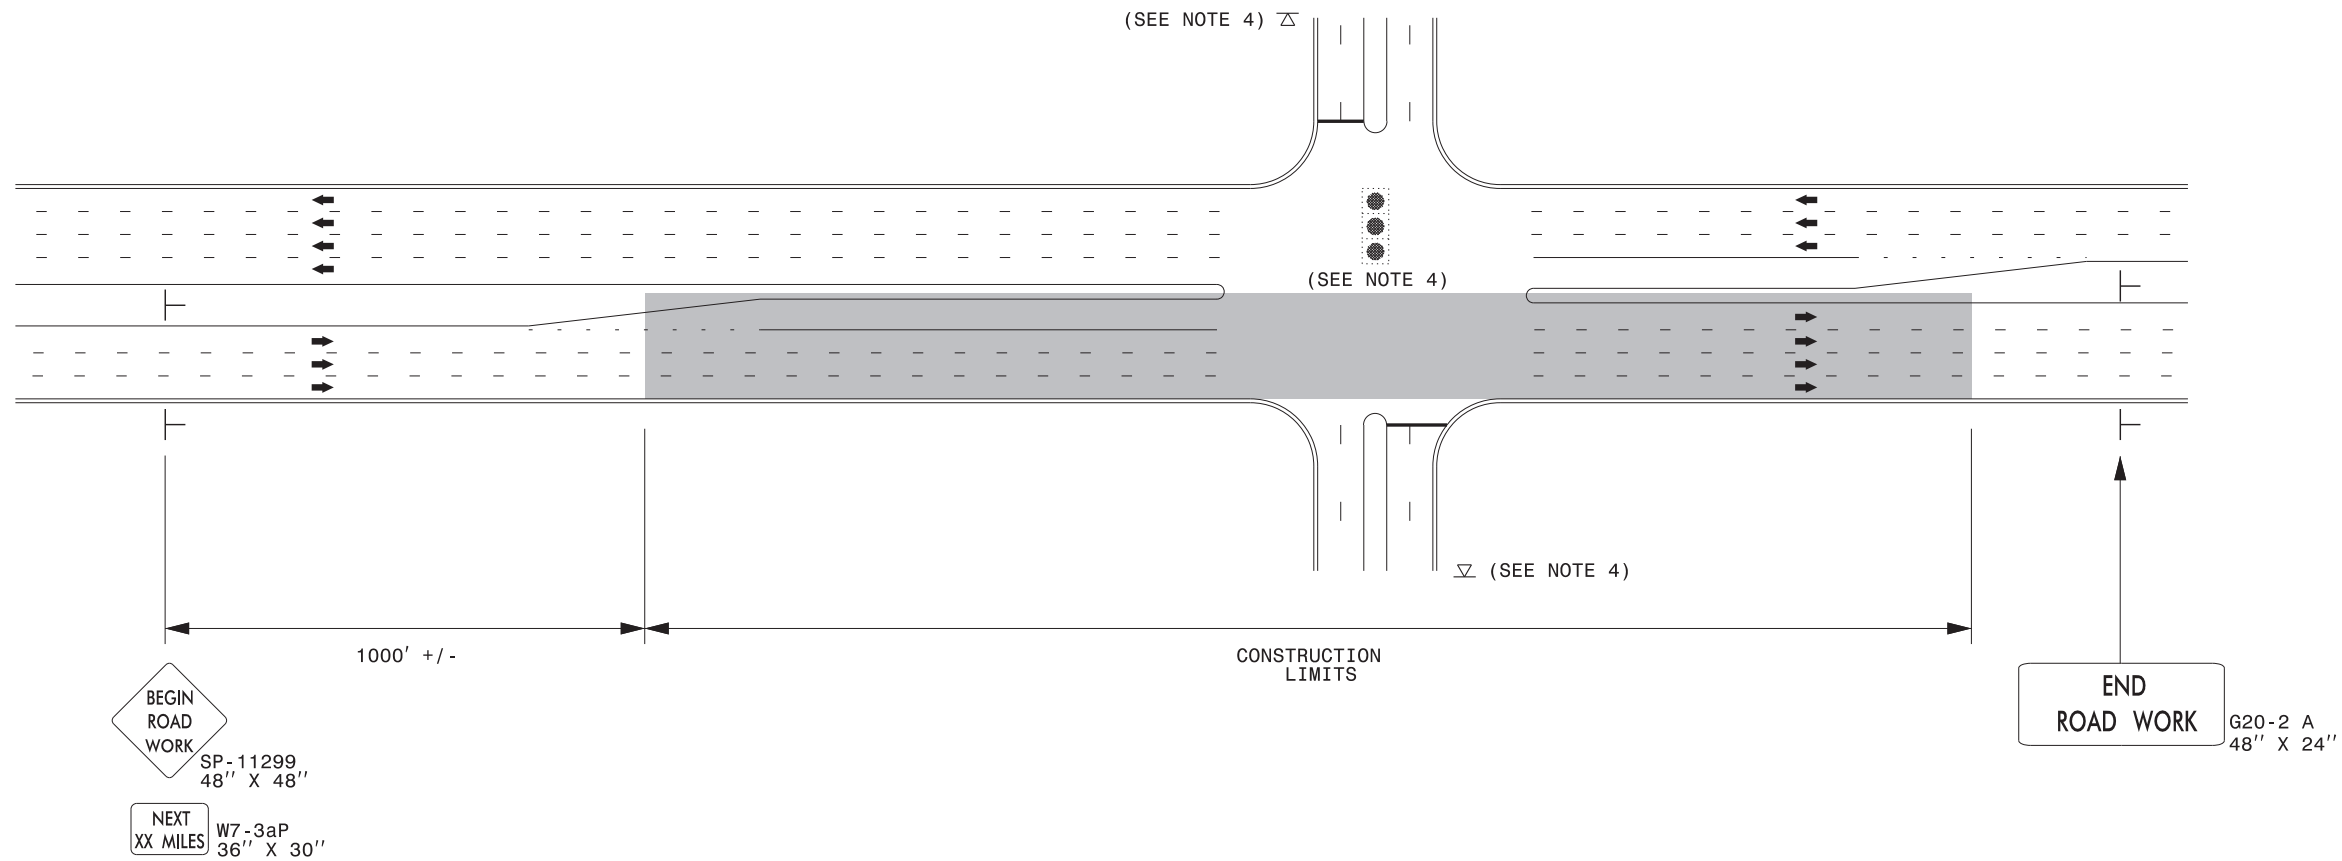 (SEE NOTE 4)
(SEE NOTE 4)
(SEE NOTE 4)
1000' +/-
CONSTRUCTION
LIMITS
BEGIN
ROAD
WORK
SP-11299
48'' X 48''
NEXT
XX MILES
W7-3aP
36'' X 30''
END
ROAD WORK
G20-2 A
48'' X 24''